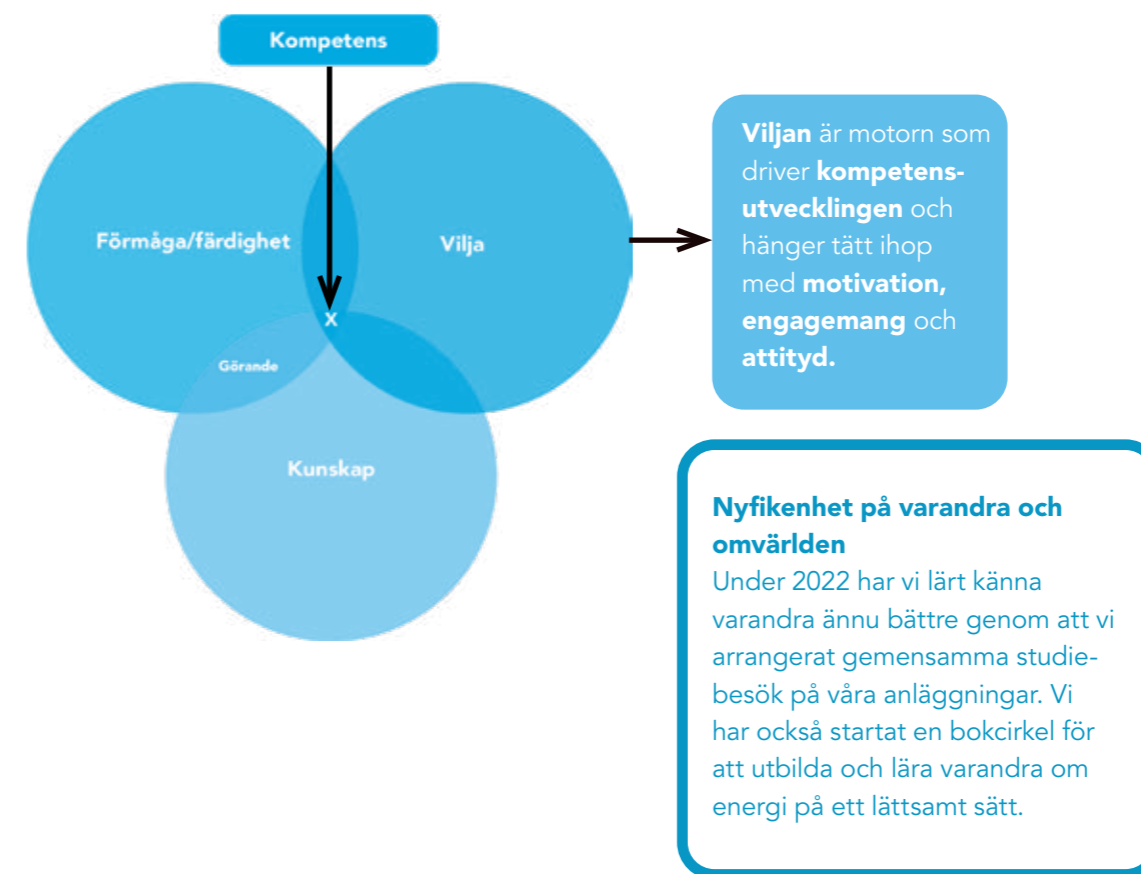 Kompetens
Förmåga/färdighet
Vilja
X
Görande
Kunskap
Viljan är motorn som
driver kompetens-
utvecklingen och
hänger tätt ihop
med motivation,
engagemang och
attityd.
Nyfikenhet på varandra och
omvärlden
Under 2022 har vi lärt känna
varandra ännu bättre genom att vi
arrangerat gemensamma studie-
besök på våra anläggningar. Vi
har också startat en bokcirkel för
att utbilda och lära varandra om
energi på ett lättsamt sätt.